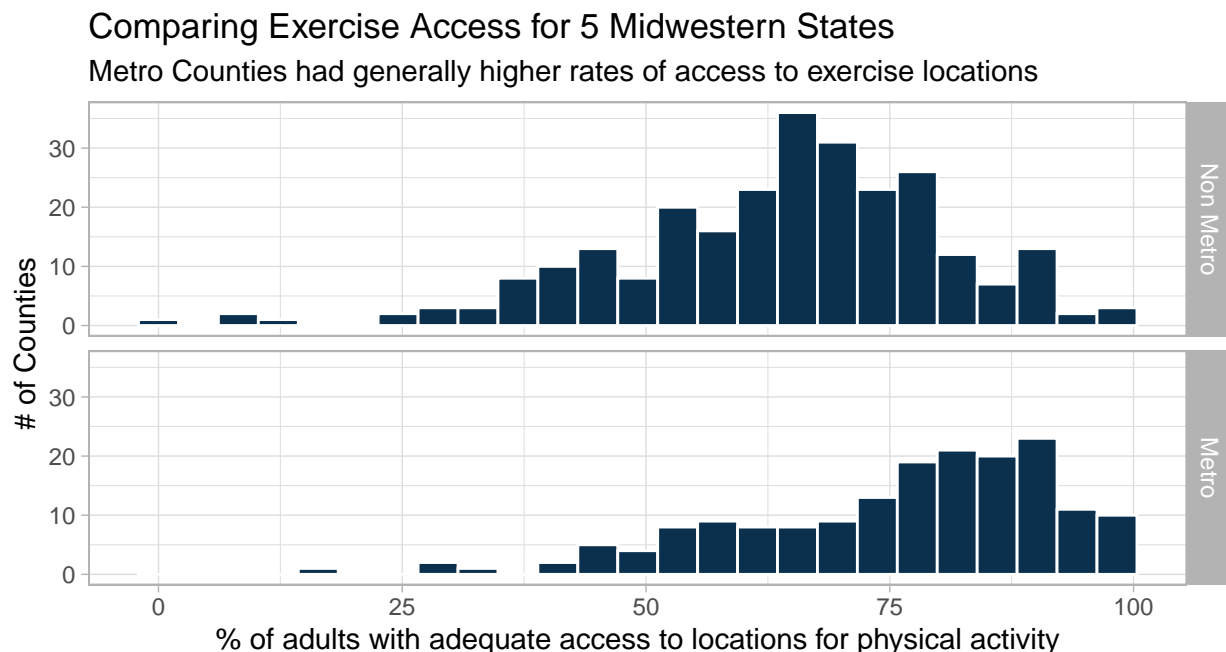 Comparing Exercise Access for 5 Midwestern States
Metro Counties had generally higher rates of access to exercise locations
# of Counties
30
20
10
0
Non Metro
30
20
10
0
Metro
0 25 50 75 100
% of adults with adequate access to locations for physical activity